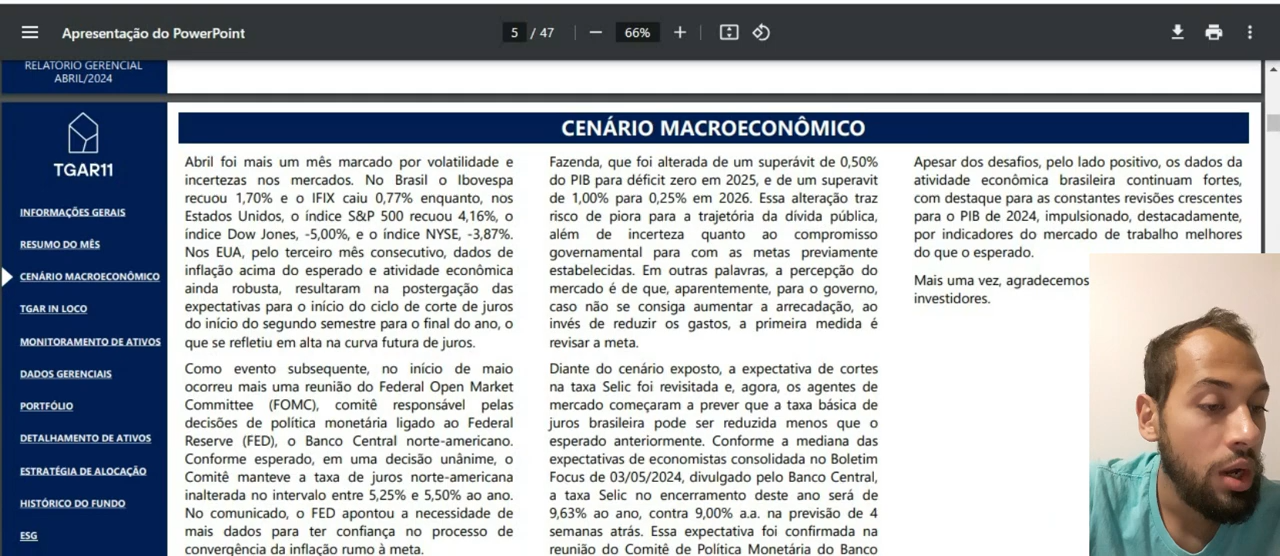 Apresentação do PowerPoint
5 / 47
66%
RELATÓRIO GERENCIAL
ABRIL/2024
TGAR11
INFORMAÇÕES GERAIS
RESUMO DO MÊS
CENÁRIO MACROECONÔMICO
TGAR IN LOCO
MONITORAMENTO DE ATIVOS
DADOS GERENCIAIS
PORTFÓLIO
DETALHAMENTO DE ATIVOS
ESTRATÉGIA DE ALOCAÇÃO
HISTÓRICO DO FUNDO
ESG
CENÁRIO MACROECONÔMICO
Abril foi mais um mês marcado por volatilidade e
incertezas nos mercados. No Brasil o Ibovespa
recuou 1,70% e o IFIX caiu 0,77% enquanto, nos
Estados Unidos, o índice S&P 500 recuou 4,16%, o
índice Dow Jones, -5,00%, e o índice NYSE, -3,87%.
Nos EUA, pelo terceiro mês consecutivo, dados de
inflação acima do esperado e atividade econômica
ainda robusta, resultaram na postergação das
expectativas para o início do ciclo de corte de juros
do início do segundo semestre para o final do ano, o
que se refletiu em alta na curva futura de juros.
Como evento subsequente, no início de maio
ocorreu mais uma reunião do Federal Open Market
Committee (FOMC), comitê responsável pelas
decisões de política monetária ligado ao Federal
Reserve (FED), o Banco Central norte-americano.
Conforme esperado, em uma decisão unânime, o
Comitê manteve a taxa de juros norte-americana
inalterada no intervalo entre 5,25% e 5,50% ao ano.
No comunicado, o FED apontou a necessidade de
mais dados para ter confiança no processo de
convergência da inflação rumo à meta.
Fazenda, que foi alterada de um superávit de 0,50%
do PIB para déficit zero em 2025, e de um superavit
de 1,00% para 0,25% em 2026. Essa alteração traz
risco de piora para a trajetória da dívida pública,
além de incerteza quanto ao compromisso
governamental para com as metas previamente
estabelecidas. Em outras palavras, a percepção do
mercado é de que, aparentemente, para o governo,
caso não se consiga aumentar a arrecadação, ao
invés de reduzir os gastos, a primeira medida é
revisar a meta.
Diante do cenário exposto, a expectativa de cortes
na taxa Selic foi revisitada e, agora, os agentes de
mercado começaram a prever que a taxa básica de
juros brasileira pode ser reduzida menos que o
esperado anteriormente. Conforme a mediana das
expectativas de economistas consolidada no Boletim
Focus de 03/05/2024, divulgado pelo Banco Central,
a taxa Selic no encerramento deste ano será de
9,63% ao ano, contra 9,00% a.a. na previsão de 4
semanas atrás. Essa expectativa foi confirmada na
reunião do Comitê de Política Monetária do Banco
Apesar dos desafios, pelo lado positivo, os dados da
atividade econômica brasileira continuam fortes,
com destaque para as constantes revisões crescentes
para o PIB de 2024, impulsionado, destacadamente,
por indicadores do mercado de trabalho melhores
do que o esperado.
Mais uma vez, agradecemos
investidores.